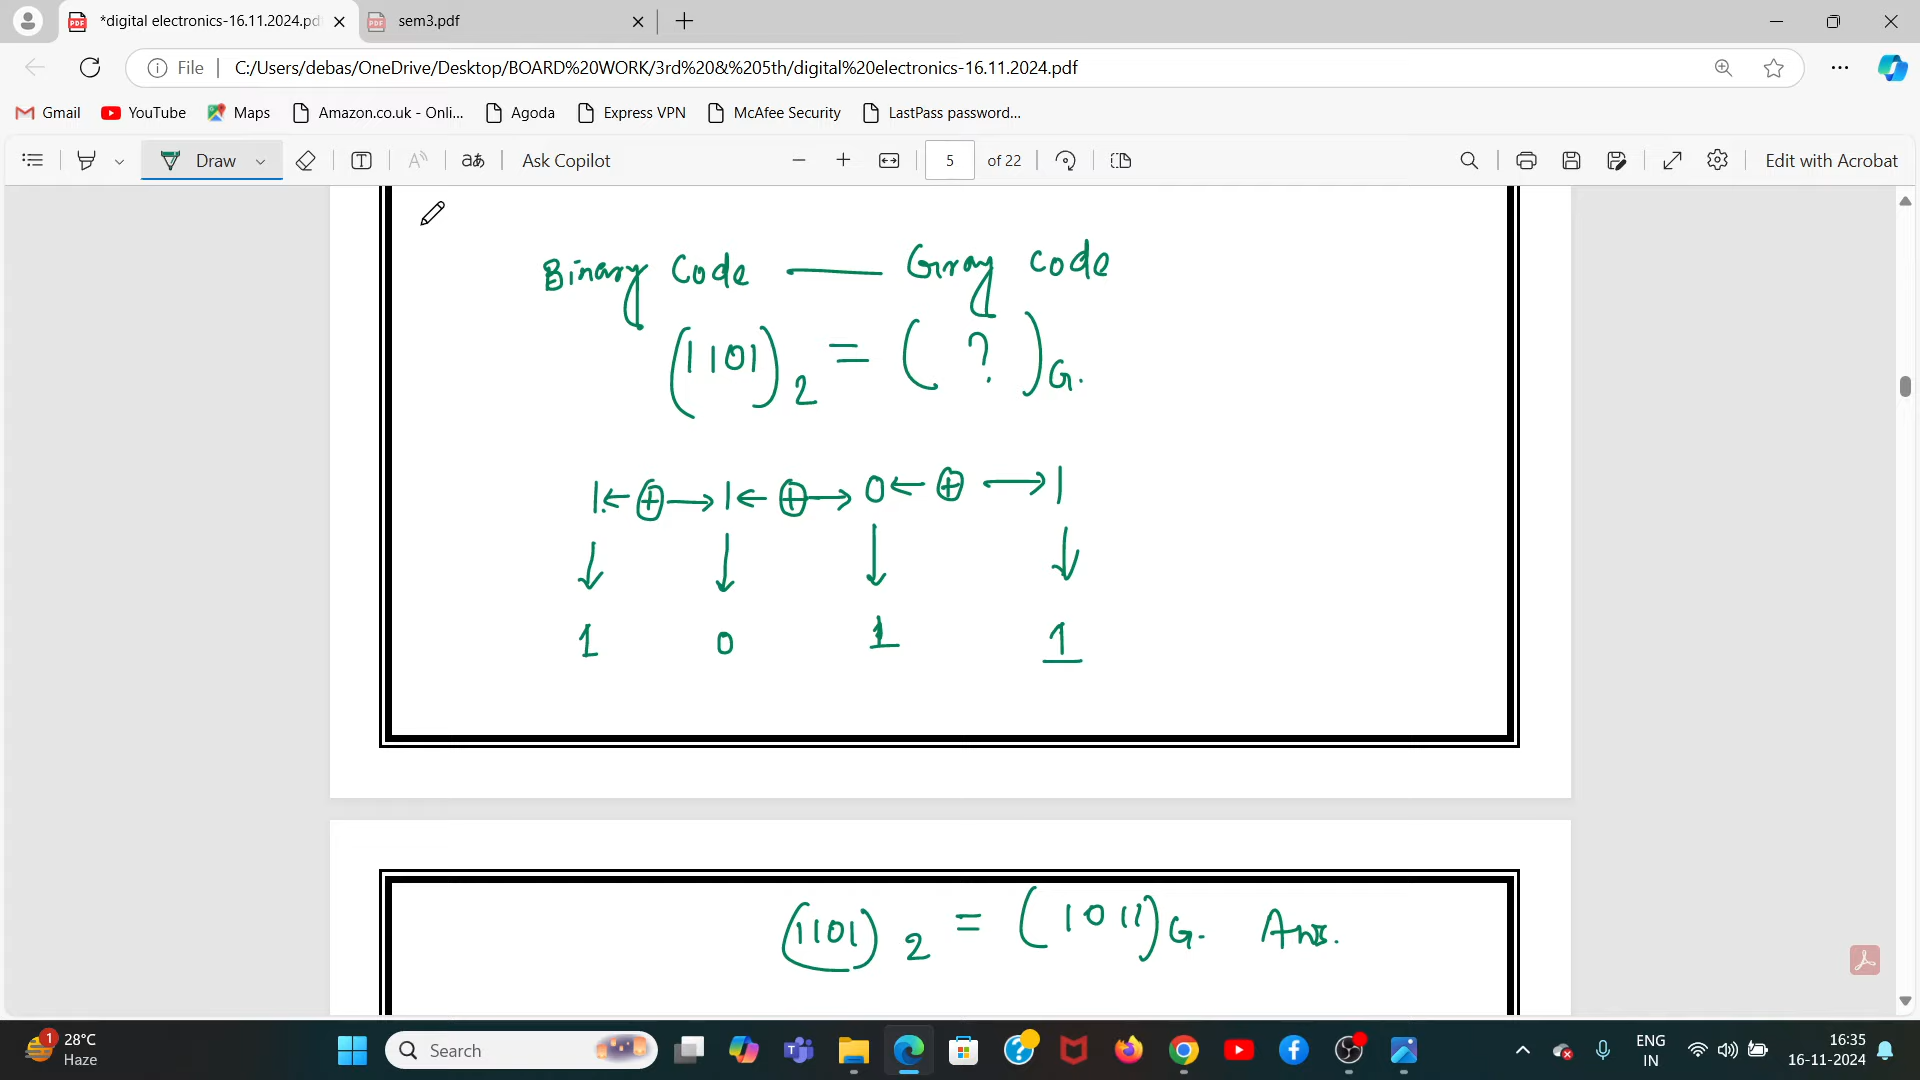 *digital electronics-16.11.2024.pd
sem3.pdf
File
C:/Users/debas/OneDrive/Desktop/BOARD%20WORK/3rd%20&%205th/digital%20electronics-16.11.2024.pdf
Gmail YouTube Maps Amazon.co.uk - Onli... Agoda Express VPN McAfee Security LastPass password...
Draw aあ Ask Copilot 5 of 22 Edit with Acrobat
Binary Code — Gray code
(1101)2 = ( ? )G.
1 ← ⊕ → 1 ← ⊕ → 0 ← ⊕ → 1
↓ ↓ ↓ ↓
1 0 1 1
(1101)2 = (1011)G. Ans.
1 28°C
Haze
Search
ENG
IN
16:35
16-11-2024